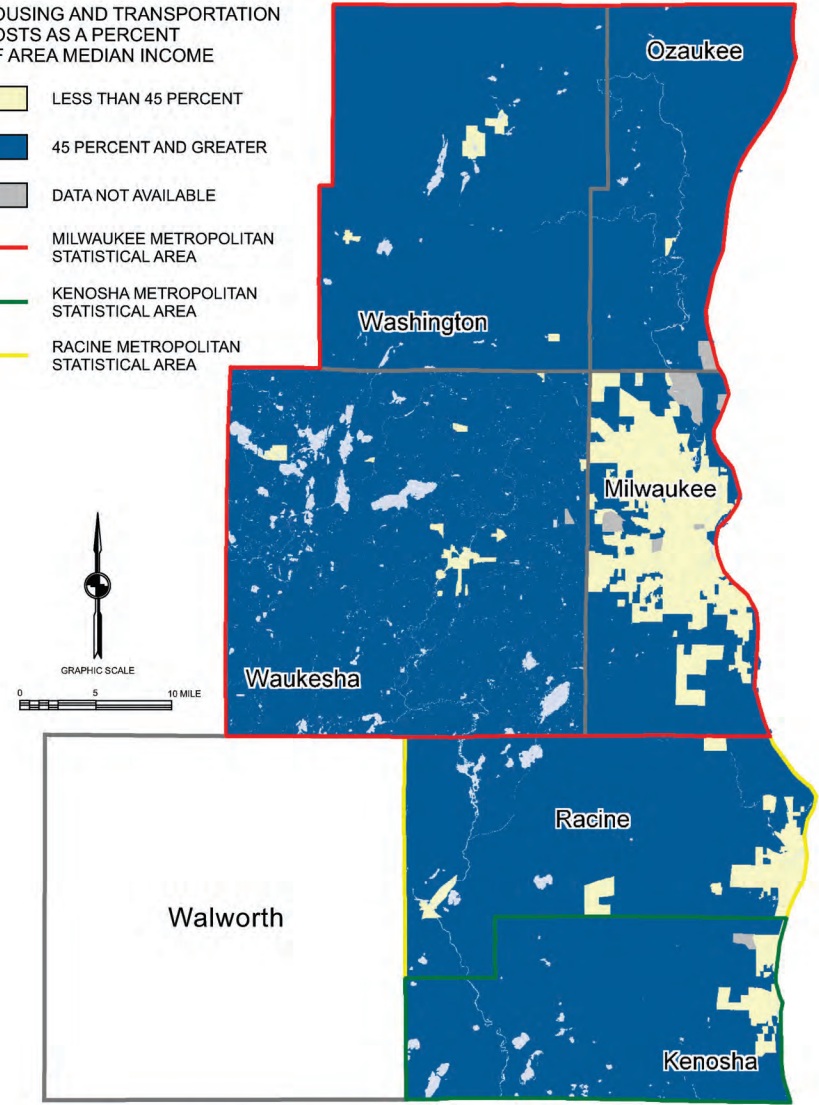 OUSING AND TRANSPORTATION
OSTS AS A PERCENT
F AREA MEDIAN INCOME
LESS THAN 45 PERCENT
45 PERCENT AND GREATER
DATA NOT AVAILABLE
MILWAUKEE METROPOLITAN
STATISTICAL AREA
KENOSHA METROPOLITAN
STATISTICAL AREA
RACINE METROPOLITAN
STATISTICAL AREA
Ozaukee
Washington
Milwaukee
Waukesha
GRAPHIC SCALE
0 5 10 MILE
Racine
Walworth
Kenosha